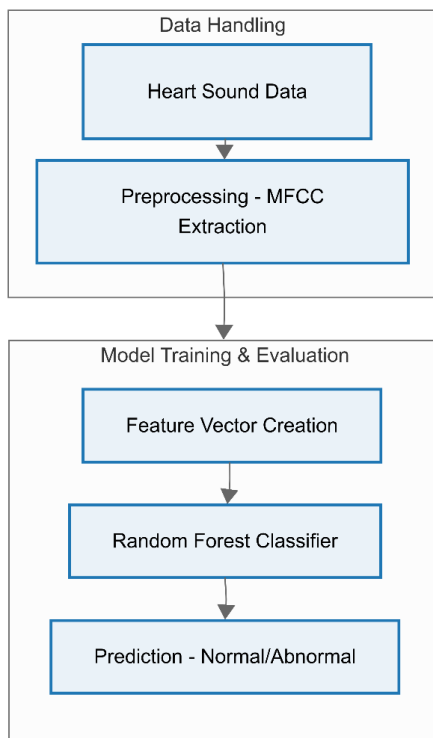 Data Handling
Heart Sound Data
Preprocessing - MFCC
Extraction
Model Training & Evaluation
Feature Vector Creation
Random Forest Classifier
Prediction - Normal/Abnormal